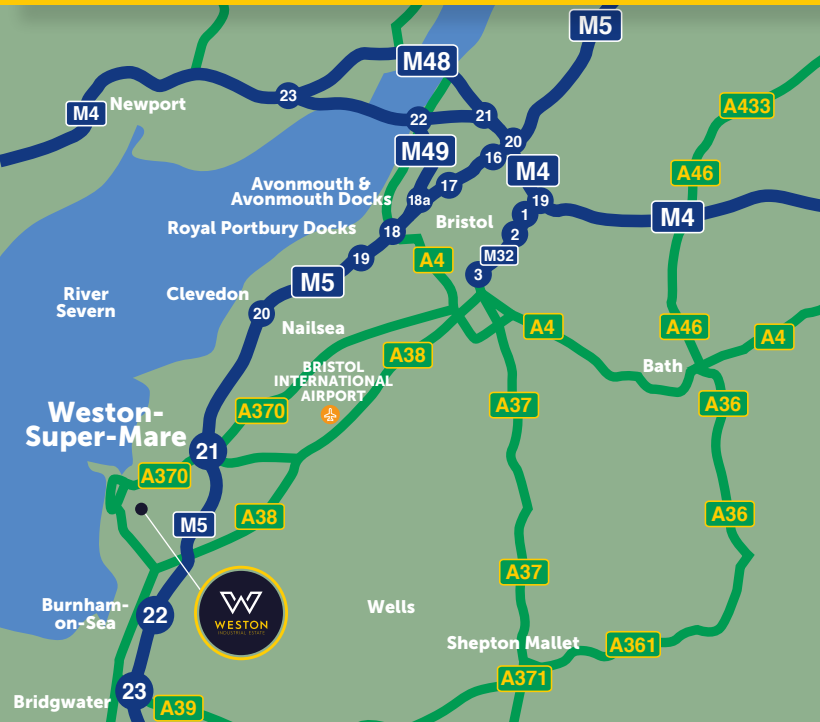 M5
M48
23
M4
Newport
A433
22
21
20
M49
16
M4
A46
17
Avonmouth &
Avonmouth Docks
18a
19
1
M4
Royal Portbury Docks
18
Bristol
2
M32
19
A4
3
M5
River
Severn
Clevedon
20
Nailsea
A4
A46
A4
A38
BRISTOL
INTERNATIONAL
AIRPORT
Bath
A370
A37
A36
Weston-
Super-Mare
21
A370
A38
A36
M5
A37
Burnham-
on-Sea
22
WESTON
INDUSTRIAL ESTATE
Wells
Shepton Mallet
A361
A371
Bridgwater
23
A39